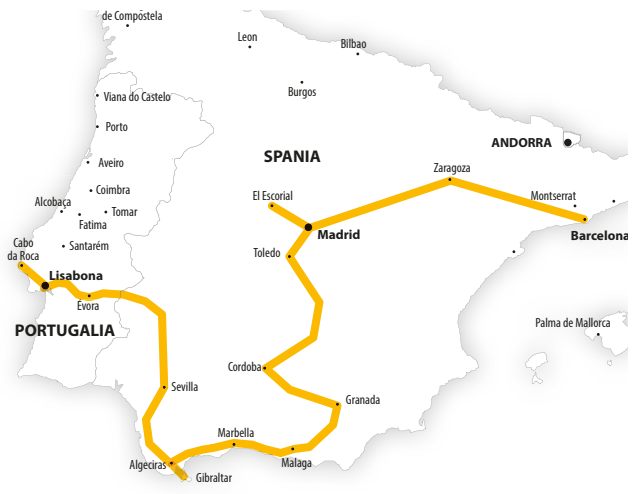 de Compostela
Leon
Bilbao
Burgos
Viana do Castelo
Porto
ANDORRA
SPANIA
Aveiro
Zaragoza
Coimbra
El Escorial
Montserrat
Alcobaça
Tomar
Fatima
Madrid
Barcelona
Cabo
da Roca
Santarém
Toledo
Lisabona
Evora
PORTUGALIA
Palma de Mallorca
Cordoba
Sevilla
Granada
Marbella
Algeciras
Malaga
Gibraltar